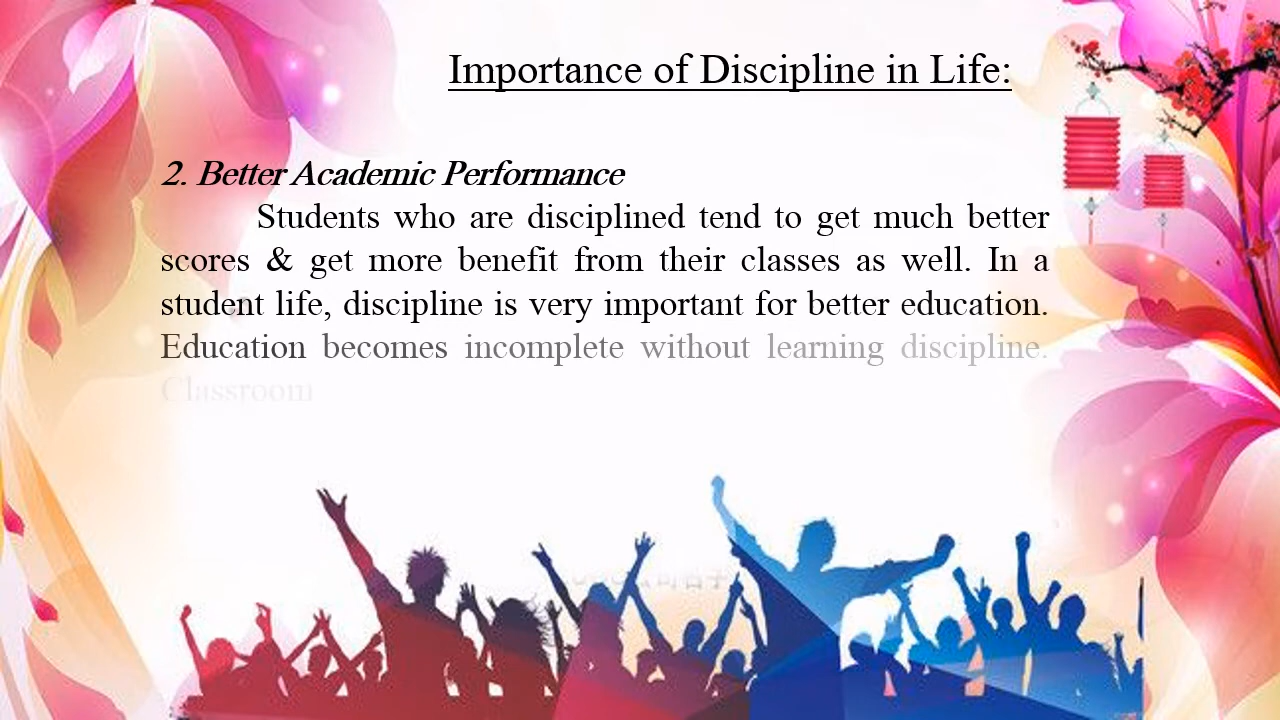 Importance of Discipline in Life:
2. Better Academic Performance
Students who are disciplined tend to get much better
scores & get more benefit from their classes as well. In a
student life, discipline is very important for better education.
Education becomes incomplete without learning discipline.
Classroom